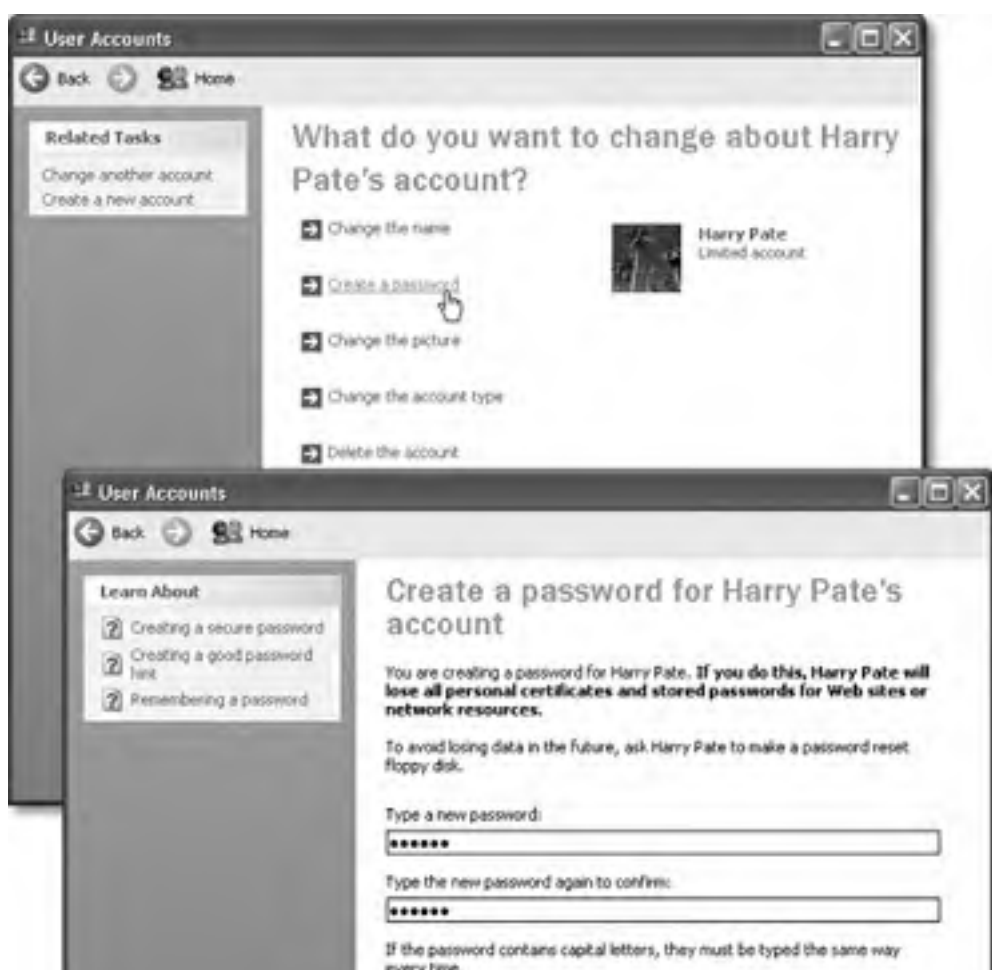 User Accounts
Back
Home
Related Tasks
Change another account
Create a new account
What do you want to change about Harry
Pate's account?
Change the name
Create a password
Change the picture
Change the account type
Delete the account
Harry Pate
Limited account
User Accounts
Back
Home
Learn About
Creating a secure password
Creating a good password
hint
Remembering a password
Create a password for Harry Pate's
account
You are creating a password for Harry Pate. If you do this, Harry Pate will
lose all personal certificates and stored passwords for Web sites or
network resources.
To avoid losing data in the future, ask Harry Pate to make a password reset
floppy disk.
Type a new password:
••••••
Type the new password again to confirm:
••••••
If the password contains capital letters, they must be typed the same way
every time.